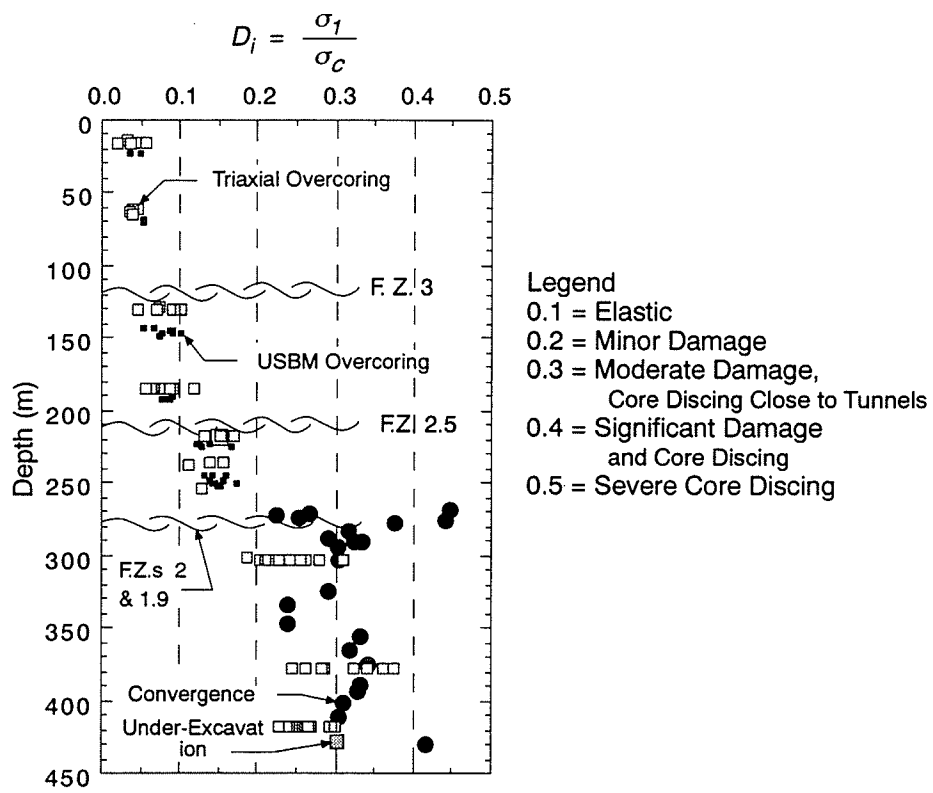 D_i = σ_1 / σ_c
0.0 0.1 0.2 0.3 0.4 0.5
0
50
100
150
200
250
300
350
400
450
Depth (m)
Triaxial Overcoring
F. Z. 3
USBM Overcoring
F.Z. 2.5
F.Z.s 2
& 1.9
Convergence
Under-Excavat
ion
Legend
0.1 = Elastic
0.2 = Minor Damage
0.3 = Moderate Damage,
Core Discing Close to Tunnels
0.4 = Significant Damage
and Core Discing
0.5 = Severe Core Discing